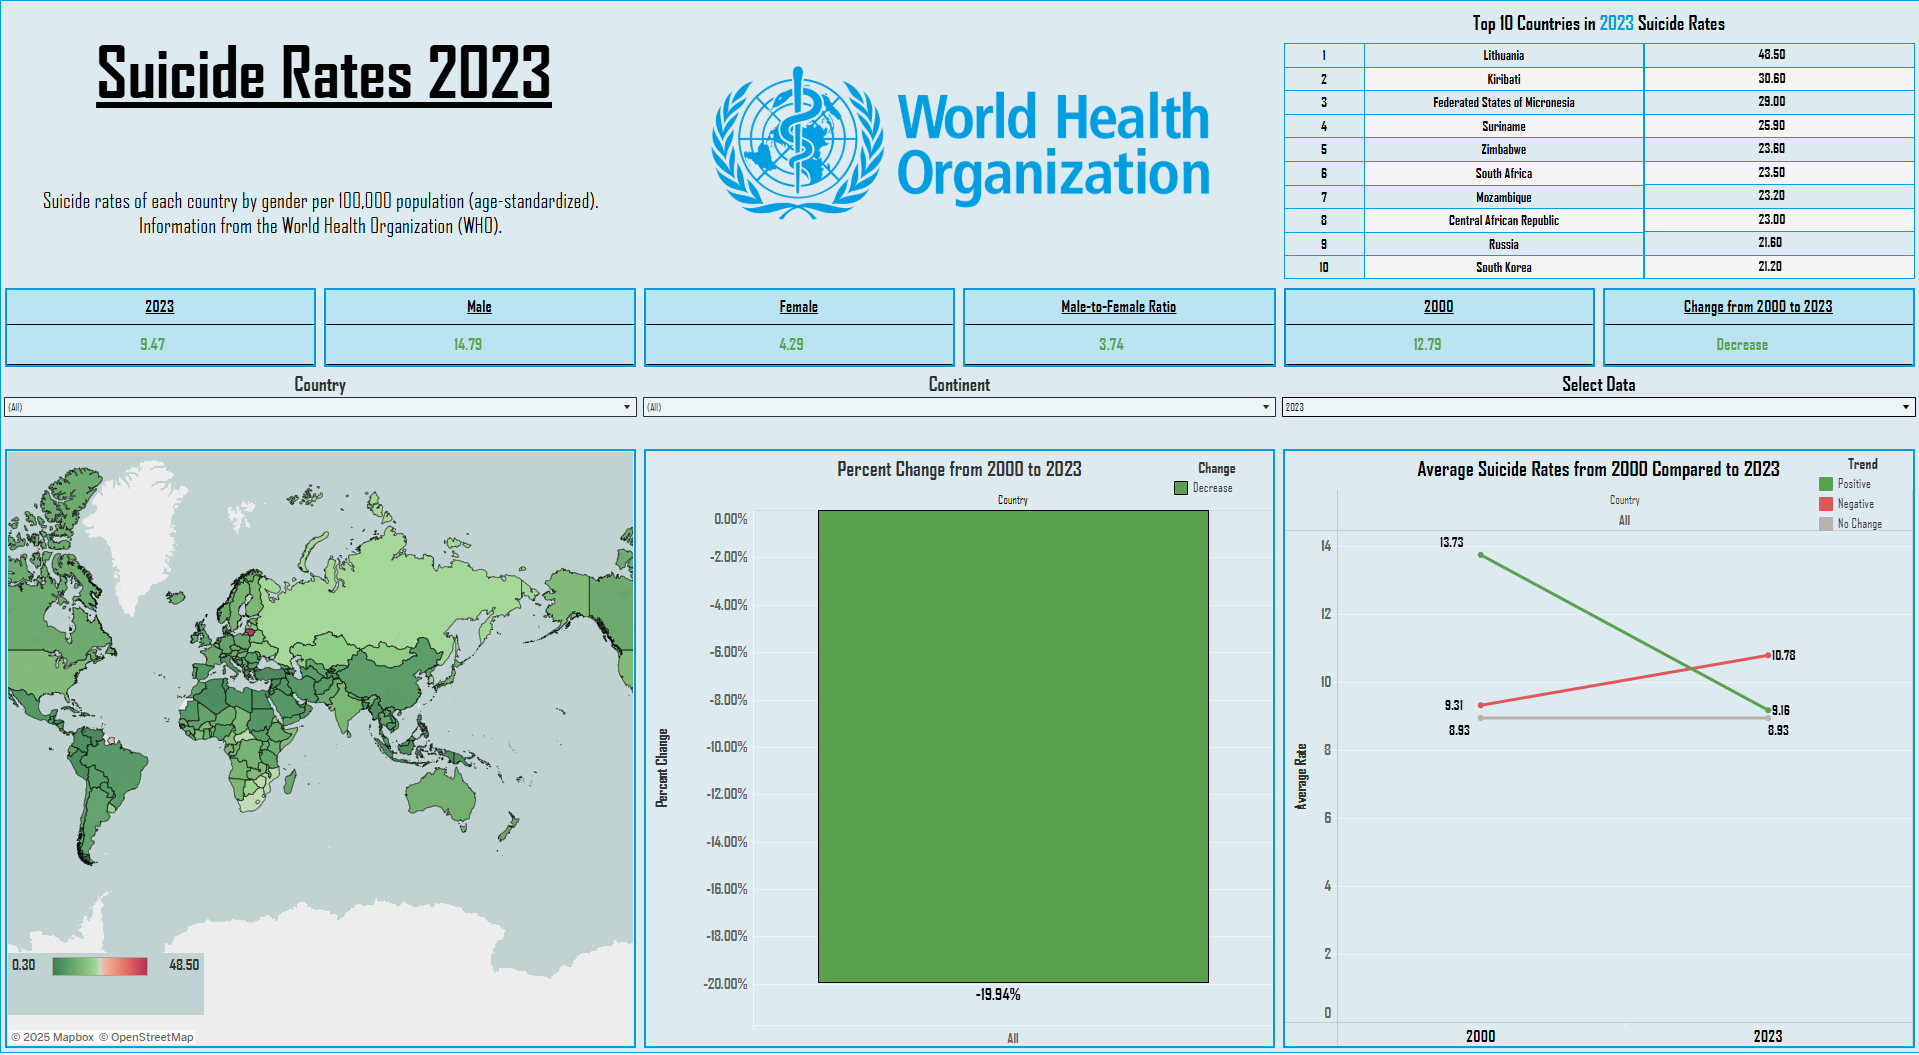 Suicide Rates 2023
Suicide rates of each country by gender per 100,000 population (age-standardized).
Information from the World Health Organization (WHO).
World Health
Organization
Top 10 Countries in 2023 Suicide Rates
1 Lithuania 48.50
2 Kiribati 30.60
3 Federated States of Micronesia 29.00
4 Suriname 25.90
5 Zimbabwe 23.60
6 South Africa 23.50
7 Mozambique 23.20
8 Central African Republic 23.00
9 Russia 21.60
10 South Korea 21.20
2023
9.47
Male
14.79
Female
4.29
Male-to-Female Ratio
3.74
2000
12.79
Change from 2000 to 2023
Decrease
Country
(All)
Continent
(All)
Select Data
2023
0.30 48.50
© 2025 Mapbox © OpenStreetMap
Percent Change from 2000 to 2023
Change
Decrease
Country
0.00%
-2.00%
-4.00%
-6.00%
-8.00%
-10.00%
-12.00%
-14.00%
-16.00%
-18.00%
-20.00%
Percent Change
-19.94%
All
Average Suicide Rates from 2000 Compared to 2023
Trend
Positive
Negative
No Change
Country
All
14
12
10
8
6
4
2
0
Average Rate
13.73
9.31
8.93
10.78
9.16
8.93
2000 2023